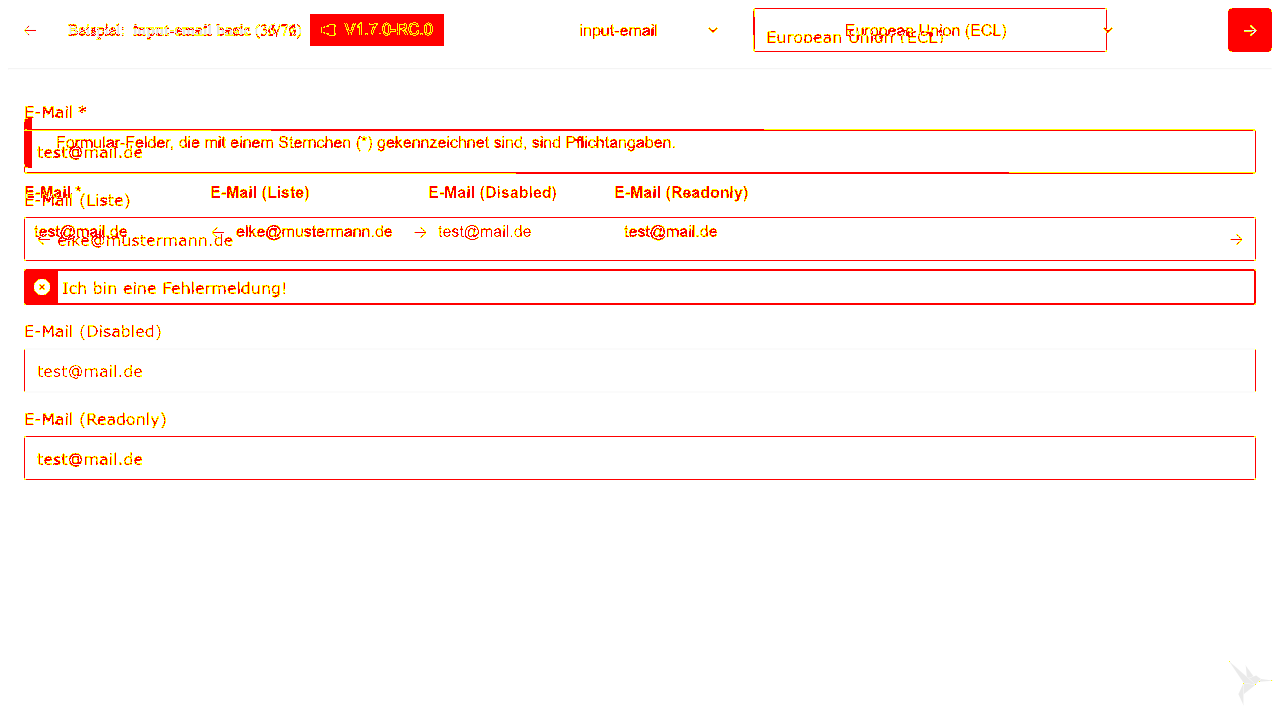 Beispiel: input-email basic (36/76) V1.7.0-RC.0 input-email European Union (ECL)
European Union (ECL)
E-Mail *
Formular-Felder, die mit einem Sternchen (*) gekennzeichnet sind, sind Pflichtangaben.
test@mail.de
E-Mail * E-Mail (Liste) E-Mail (Disabled) E-Mail (Readonly)
E-Mail (Liste)
test@mail.de elke@mustermann.de test@mail.de test@mail.de
elke@mustermann.de
Ich bin eine Fehlermeldung!
E-Mail (Disabled)
test@mail.de
E-Mail (Readonly)
test@mail.de